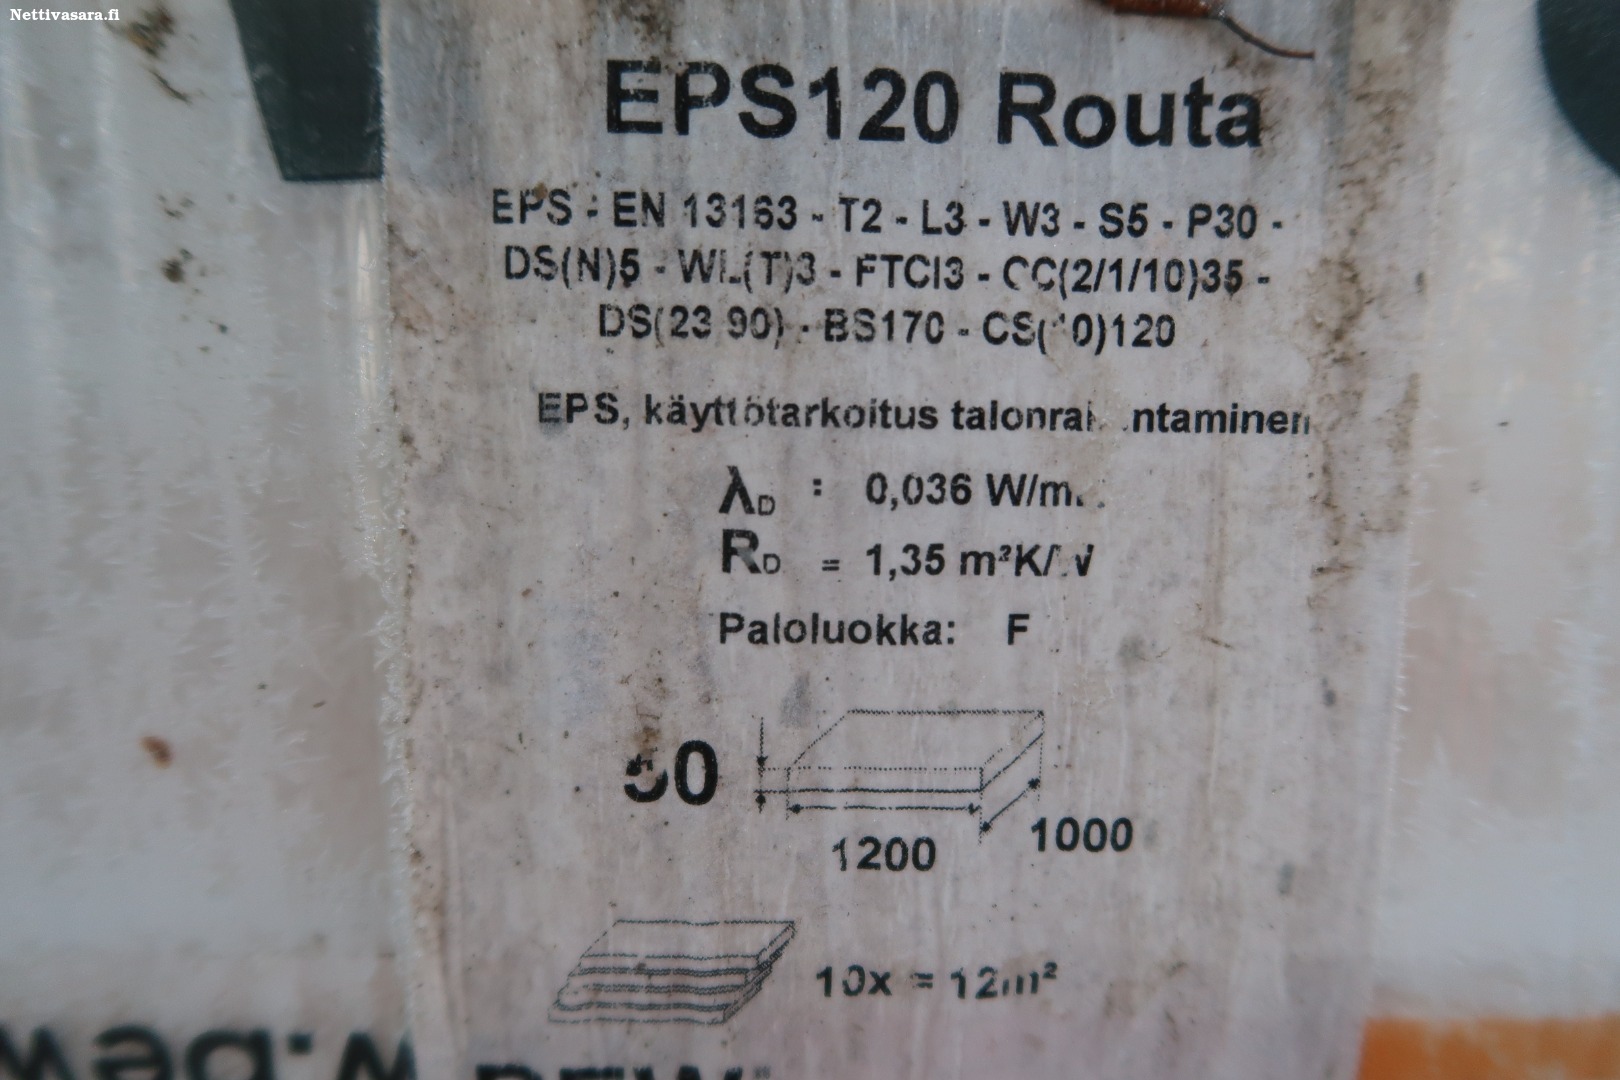 Nettivasara.fi
EPS120 Routa
EPS - EN 13163 - T2 - L3 - W3 - S5 - P30 -
DS(N)5 - WL(T)3 - FTCI3 - CC(2/1/10)35 -
DS(23 90) - BS170 - CS(10)120
EPS, käyttötarkoitus talonrakentaminen
λD : 0,036 W/m
RD = 1,35 m²K/W
Paloluokka: F
50
1200
1000
10x = 12m²